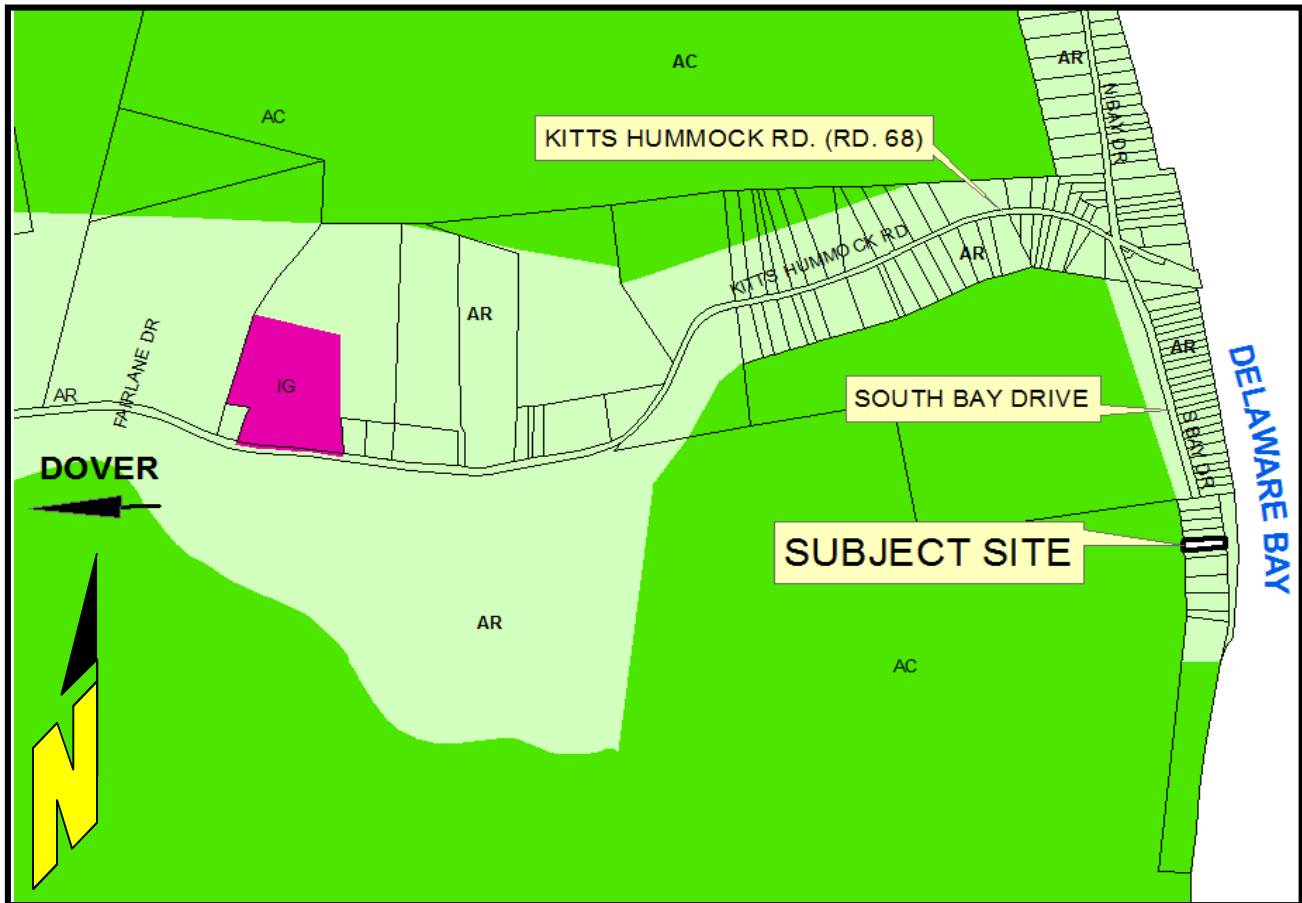 AC
AR
AC
N BAY DR
KITTS HUMMOCK RD. (RD. 68)
KITTS HUMMOCK RD
AR
AR
FAIRLANE DR
AR
IG
AR
SOUTH BAY DRIVE
S BAY DR
DELAWARE BAY
DOVER
SUBJECT SITE
AR
AC
N